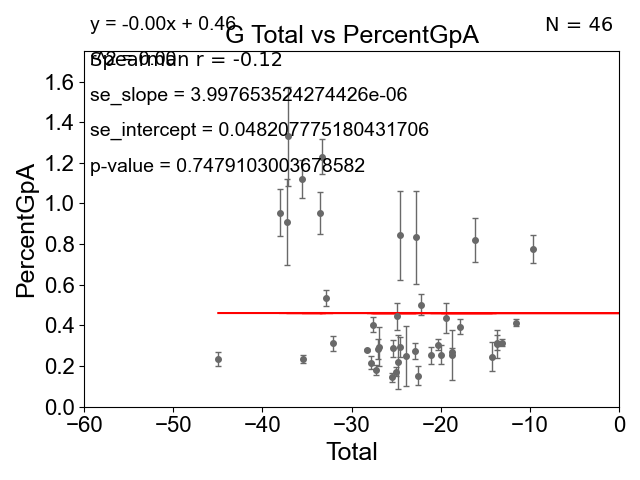 y = -0.00x + 0.46
G Total vs PercentGpA
N = 46
Spearman r = -0.12
se_slope = 3.997653524274426e-06
se_intercept = 0.048207775180431706
p-value = 0.7479103003678582
PercentGpA
1.6
1.4
1.2
1.0
0.8
0.6
0.4
0.2
0.0
−60
−50
−40
−30
−20
−10
0
Total